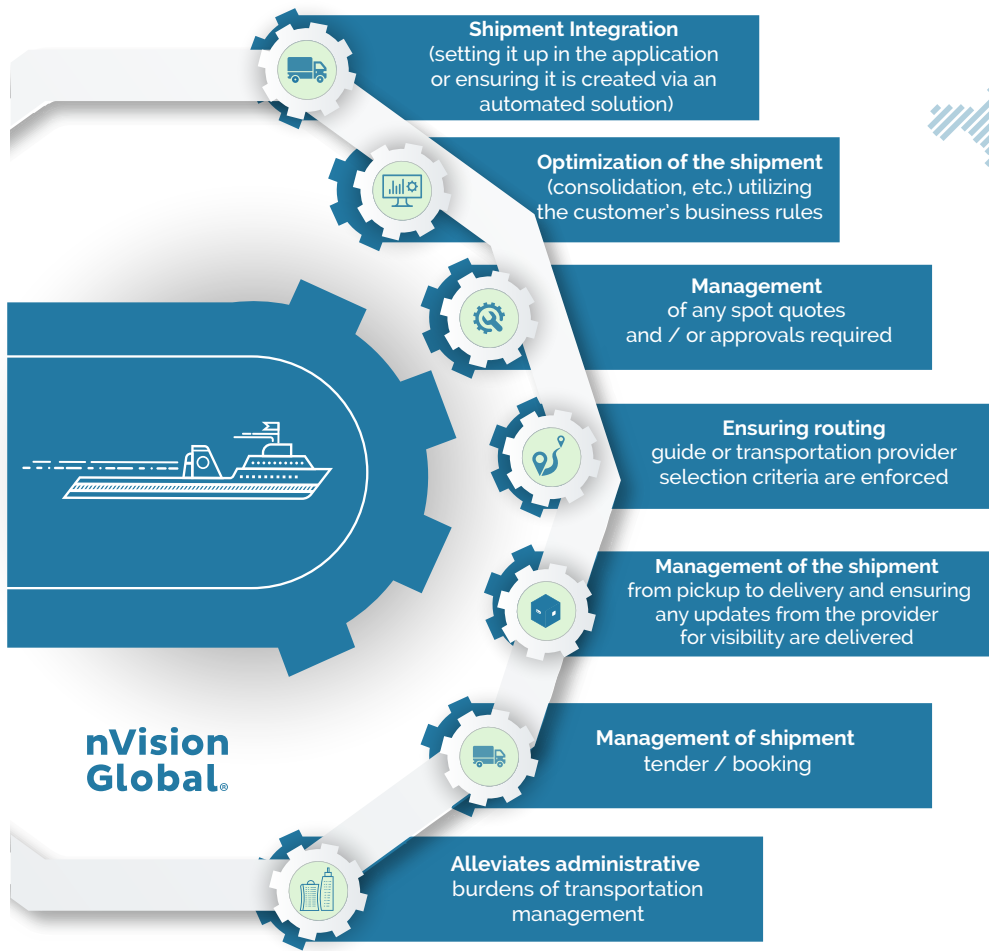 Shipment Integration
(setting it up in the application
or ensuring it is created via an
automated solution)
Optimization of the shipment
(consolidation, etc.) utilizing
the customer's business rules
Management
of any spot quotes
and / or approvals required
Ensuring routing
guide or transportation provider
selection criteria are enforced
Management of the shipment
from pickup to delivery and ensuring
any updates from the provider
for visibility are delivered
Management of shipment
tender / booking
Alleviates administrative
burdens of transportation
management
nVision
Global®